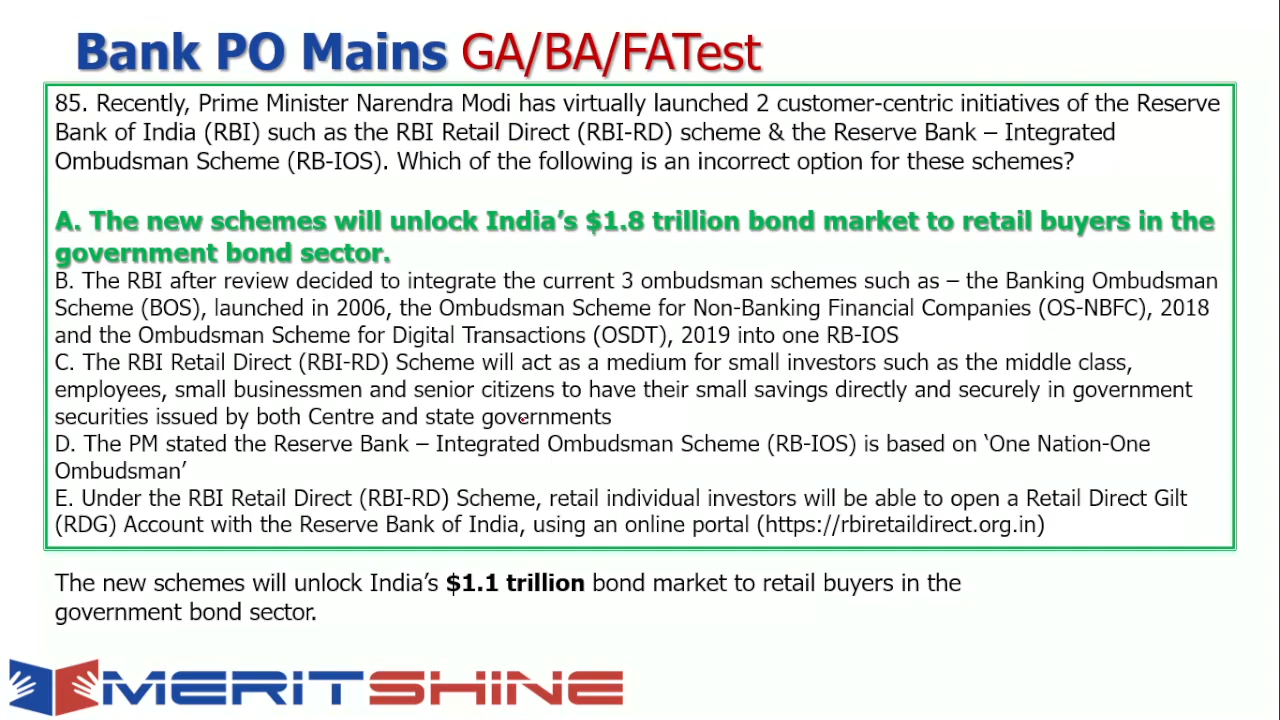 Bank PO Mains GA/BA/FATest
85. Recently, Prime Minister Narendra Modi has virtually launched 2 customer-centric initiatives of the Reserve
Bank of India (RBI) such as the RBI Retail Direct (RBI-RD) scheme & the Reserve Bank – Integrated
Ombudsman Scheme (RB-IOS). Which of the following is an incorrect option for these schemes?
A. The new schemes will unlock India's $1.8 trillion bond market to retail buyers in the
government bond sector.
B. The RBI after review decided to integrate the current 3 ombudsman schemes such as – the Banking Ombudsman
Scheme (BOS), launched in 2006, the Ombudsman Scheme for Non-Banking Financial Companies (OS-NBFC), 2018
and the Ombudsman Scheme for Digital Transactions (OSDT), 2019 into one RB-IOS
C. The RBI Retail Direct (RBI-RD) Scheme will act as a medium for small investors such as the middle class,
employees, small businessmen and senior citizens to have their small savings directly and securely in government
securities issued by both Centre and state governments
D. The PM stated the Reserve Bank – Integrated Ombudsman Scheme (RB-IOS) is based on ‘One Nation-One
Ombudsman’
E. Under the RBI Retail Direct (RBI-RD) Scheme, retail individual investors will be able to open a Retail Direct Gilt
(RDG) Account with the Reserve Bank of India, using an online portal (https://rbiretaildirect.org.in)
The new schemes will unlock India’s $1.1 trillion bond market to retail buyers in the
government bond sector.
MERITSHINE